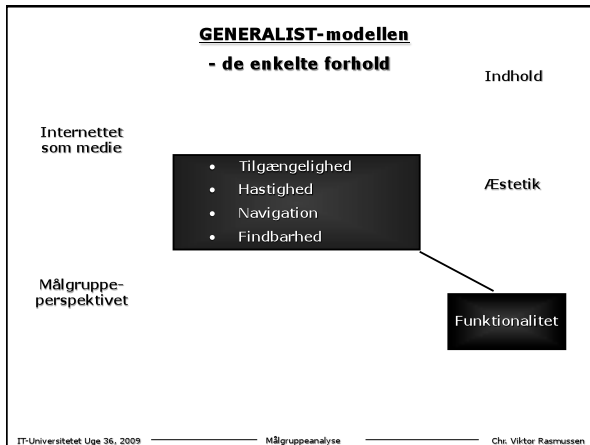 GENERALIST-modellen
- de enkelte forhold
Indhold
Internettet
som medie
• Tilgængelighed
• Hastighed
• Navigation
• Findbarhed
Æstetik
Målgruppe-
perspektivet
Funktionalitet
IT-Universitetet Uge 36, 2009
Målgruppeanalyse
Chr. Viktor Rasmussen